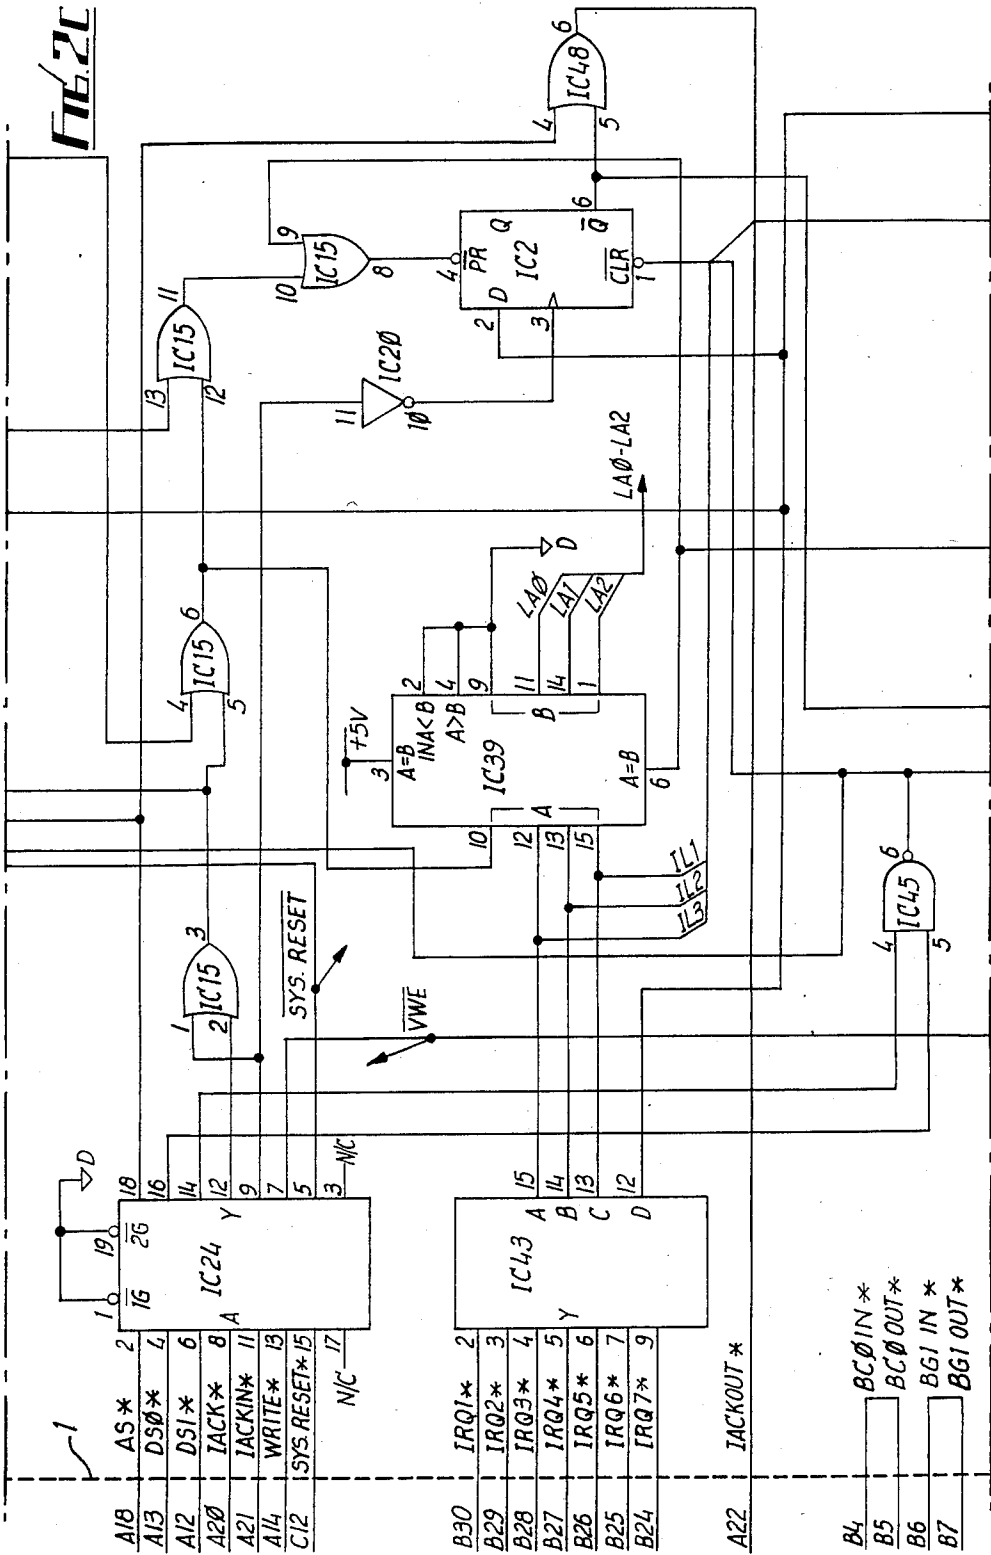 FIG.2C
1
A18 AS* 2
A13 DS0* 4
A12 DS1* 6
A20 IACK* 8
A21 IACKIN* 11
A14 WRITE* 13
C12 SYS.RESET* 15
N/C 17
1 1G
19 2G
D
IC24
A
Y
18
16
14
12
9
7
5
3 N/C
B30 IRQ1* 2
B29 IRQ2* 3
B28 IRQ3* 4
B27 IRQ4* 5
B26 IRQ5* 6
B25 IRQ6* 7
B24 IRQ7* 9
IC43
Y
A 15
B 14
C 13
D 12
A22 IACKOUT*
B4 BC0IN*
B5 BC0OUT*
B6 BG1 IN*
B7 BG1 OUT*
1
2
IC15
3
SYS. RESET
VWE
IL3
IL2
IL1
4
5
IC45
6
4
5
IC15
6
10
12
13
15
A
IC39
+5V
3 A=B
INA<B 2
A>B 4
9
B
11
14
1
A=B
6
LA0
LA1
LA2
D
LA0-LA2
13
12
IC15
11
11
IC20
10
9
10
IC15
8
4 PR
2 D
3
Q
IC2
Q 6
CLR
1
4
5
IC48
6